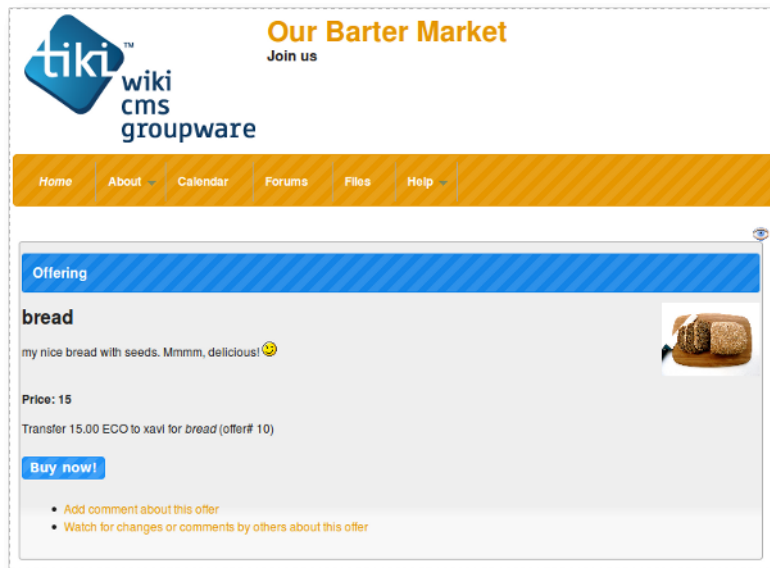 tiki™
wiki
cms
groupware
Our Barter Market
Join us
Home About Calendar Forums Files Help
Offering
bread
my nice bread with seeds. Mmmm, delicious!
Price: 15
Transfer 15.00 ECO to xavi for bread (offer# 10)
Buy now!
Add comment about this offer
Watch for changes or comments by others about this offer